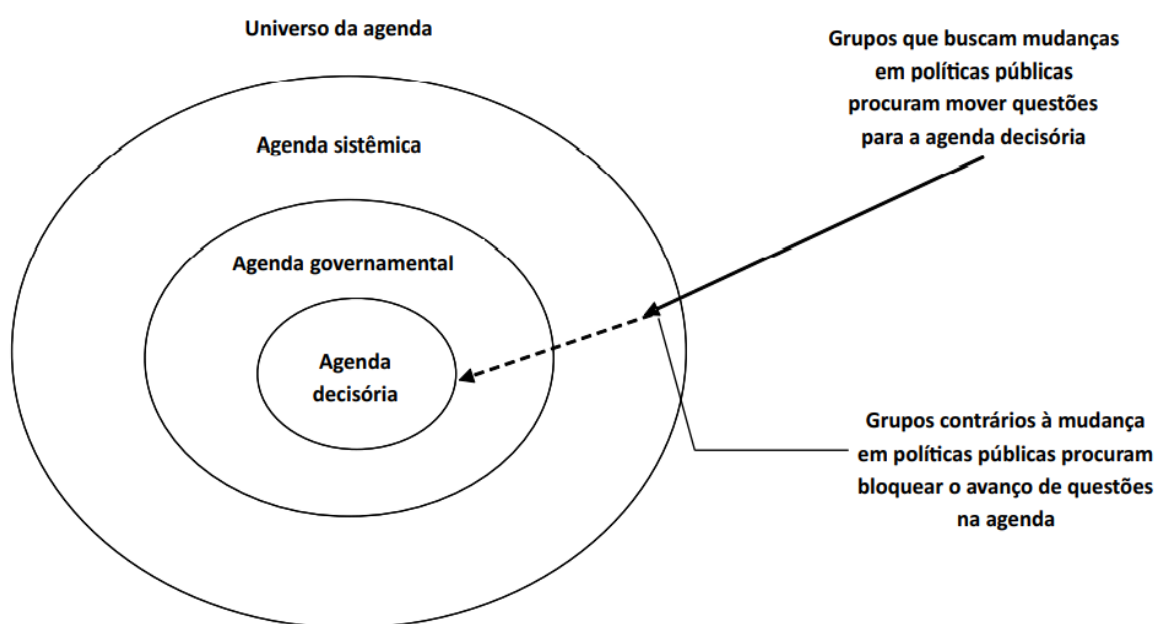 Universo da agenda
Grupos que buscam mudanças
em políticas públicas
procuram mover questões
para a agenda decisória
Agenda sistêmica
Agenda governamental
Agenda
decisória
Grupos contrários à mudança
em políticas públicas procuram
bloquear o avanço de questões
na agenda